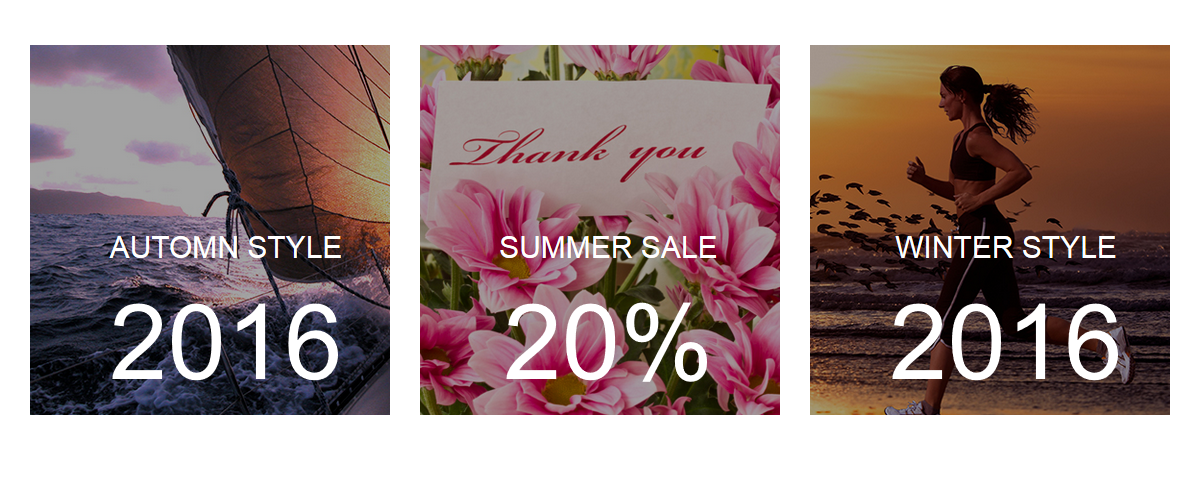 AUTOMN STYLE
2016
Thank you
SUMMER SALE
20%
WINTER STYLE
2016